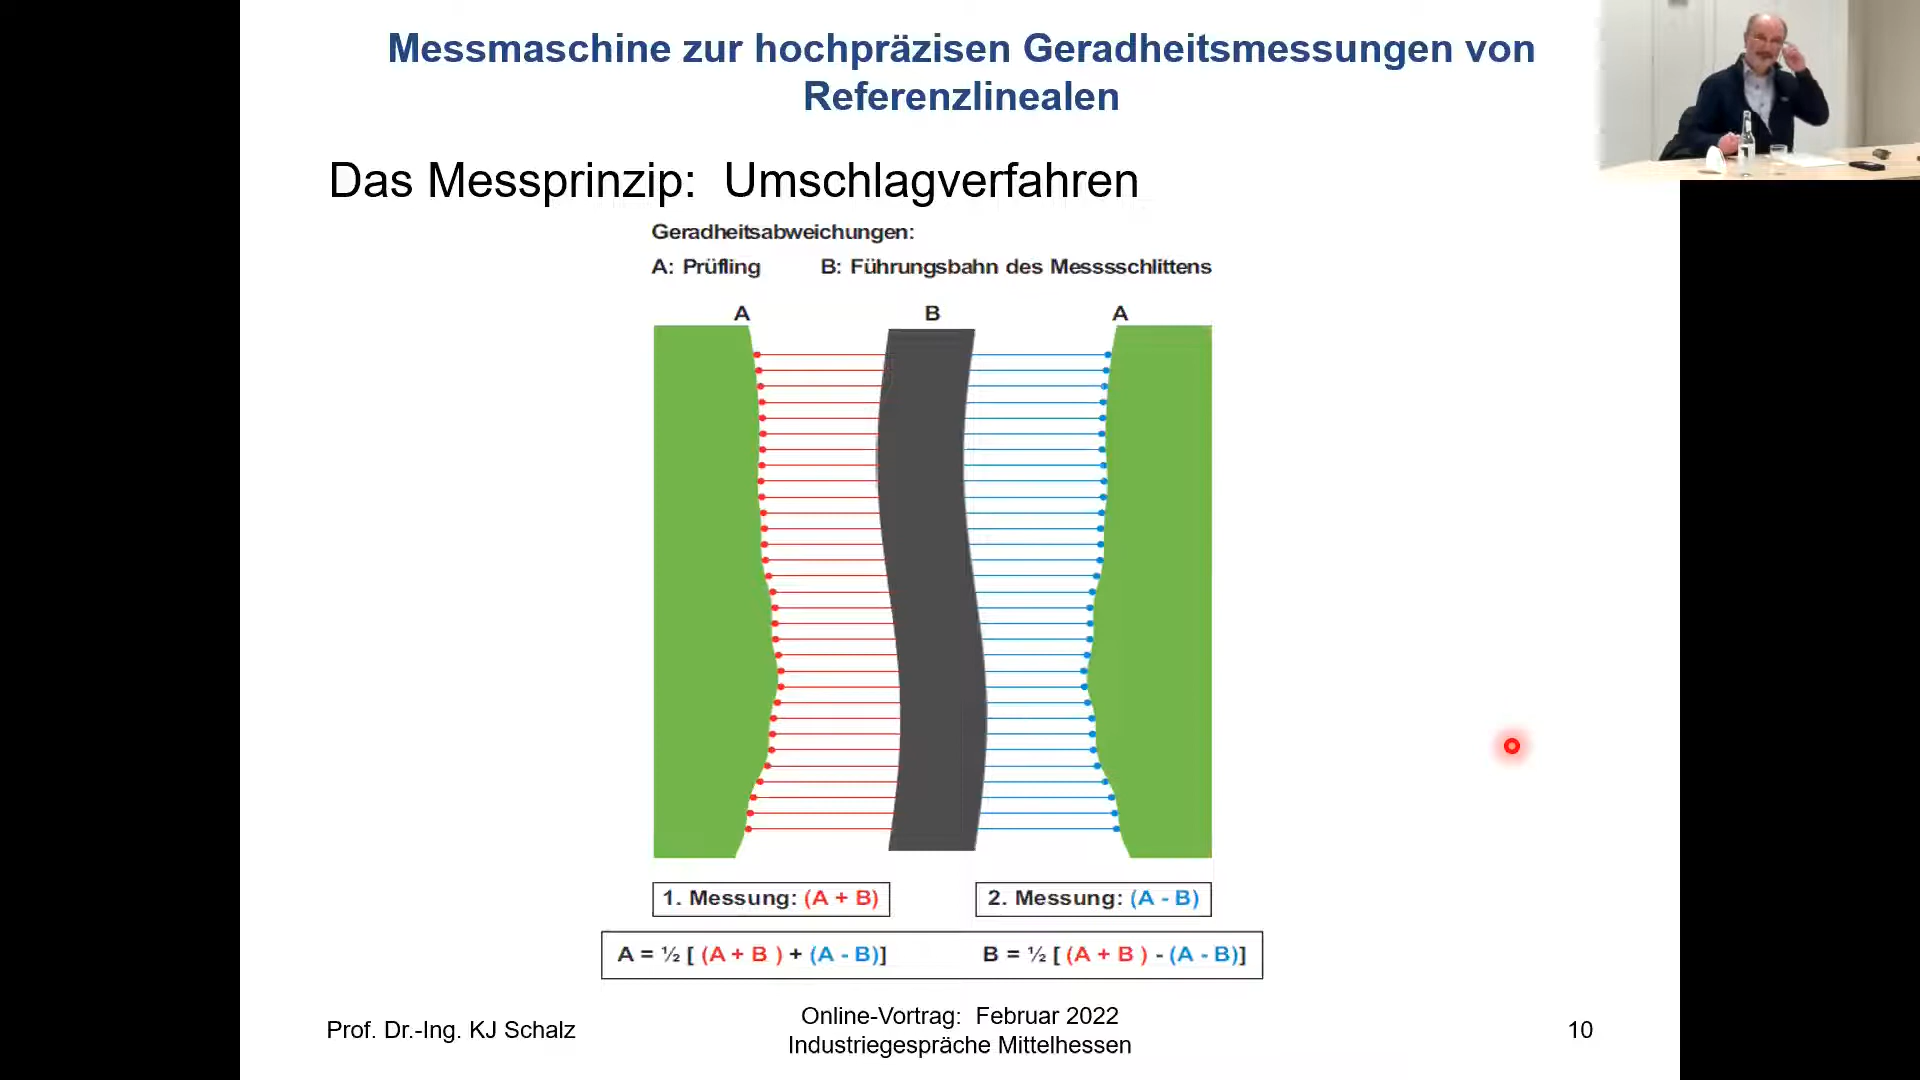 Messmaschine zur hochpräzisen Geradheitsmessungen von
Referenzlinealen
Das Messprinzip: Umschlagverfahren
Geradheitsabweichungen:
A: Prüfling B: Führungsbahn des Messsschlittens
A B A
1. Messung: (A + B) 2. Messung: (A - B)
A = ½ [ (A + B ) + (A - B)] B = ½ [ (A + B ) - (A - B)]
Prof. Dr.-Ing. KJ Schalz
Online-Vortrag: Februar 2022
Industriegespräche Mittelhessen
10